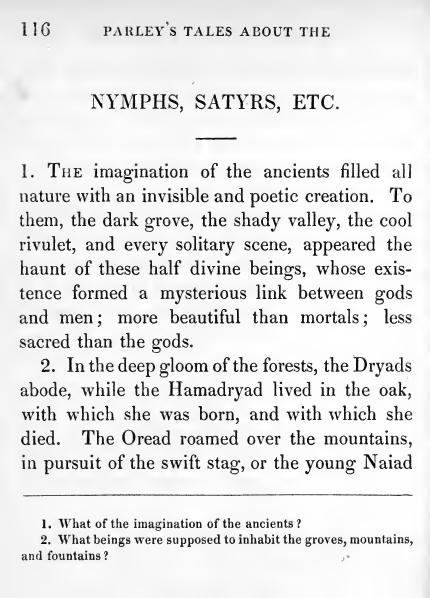 116 PARLEY'S TALES ABOUT THE
NYMPHS, SATYRS, ETC.
1. THE imagination of the ancients filled all
nature with an invisible and poetic creation. To
them, the dark grove, the shady valley, the cool
rivulet, and every solitary scene, appeared the
haunt of these half divine beings, whose exis-
tence formed a mysterious link between gods
and men; more beautiful than mortals; less
sacred than the gods.
2. In the deep gloom of the forests, the Dryads
abode, while the Hamadryad lived in the oak,
with which she was born, and with which she
died. The Oread roamed over the mountains,
in pursuit of the swift stag, or the young Naiad
1. What of the imagination of the ancients?
2. What beings were supposed to inhabit the groves, mountains,
and fountains?